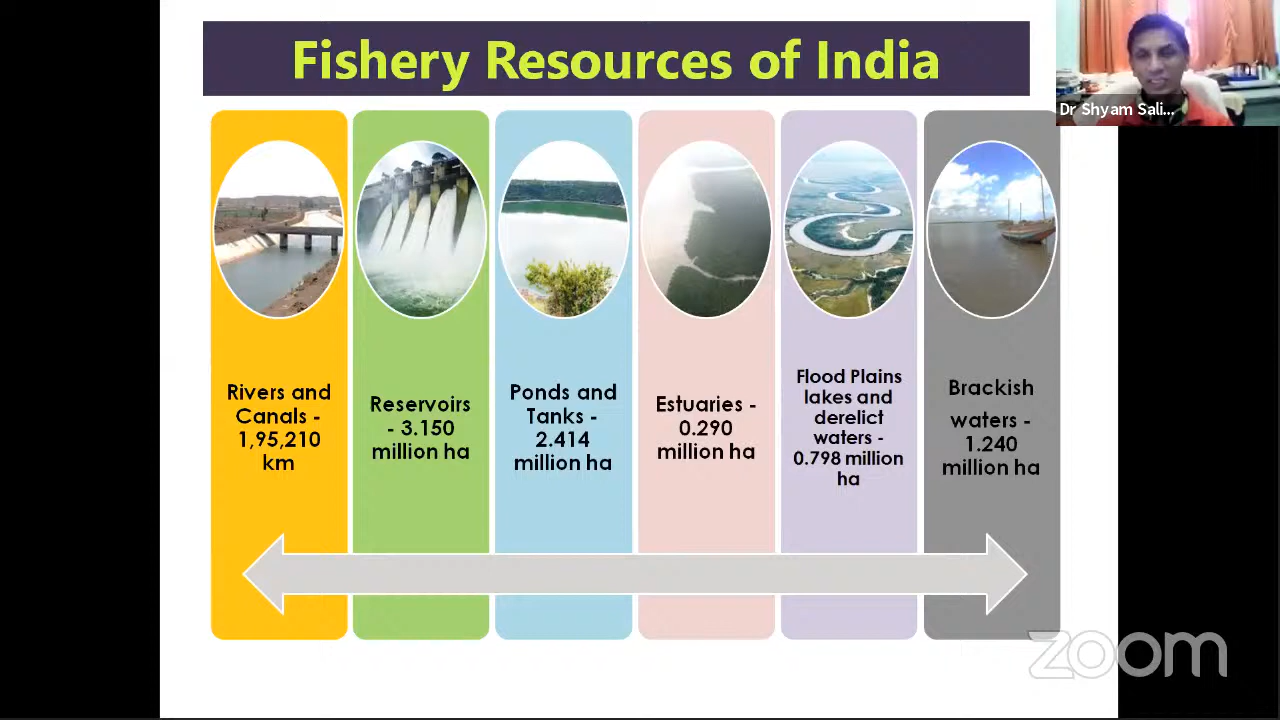 Fishery Resources of India
Dr Shyam Sali...
Rivers and
Canals -
1,95,210
km
Reservoirs
- 3.150
million ha
Ponds and
Tanks -
2.414
million ha
Estuaries -
0.290
million ha
Flood Plains
lakes and
derelict
waters -
0.798 million
ha
Brackish
waters -
1.240
million ha
zoom